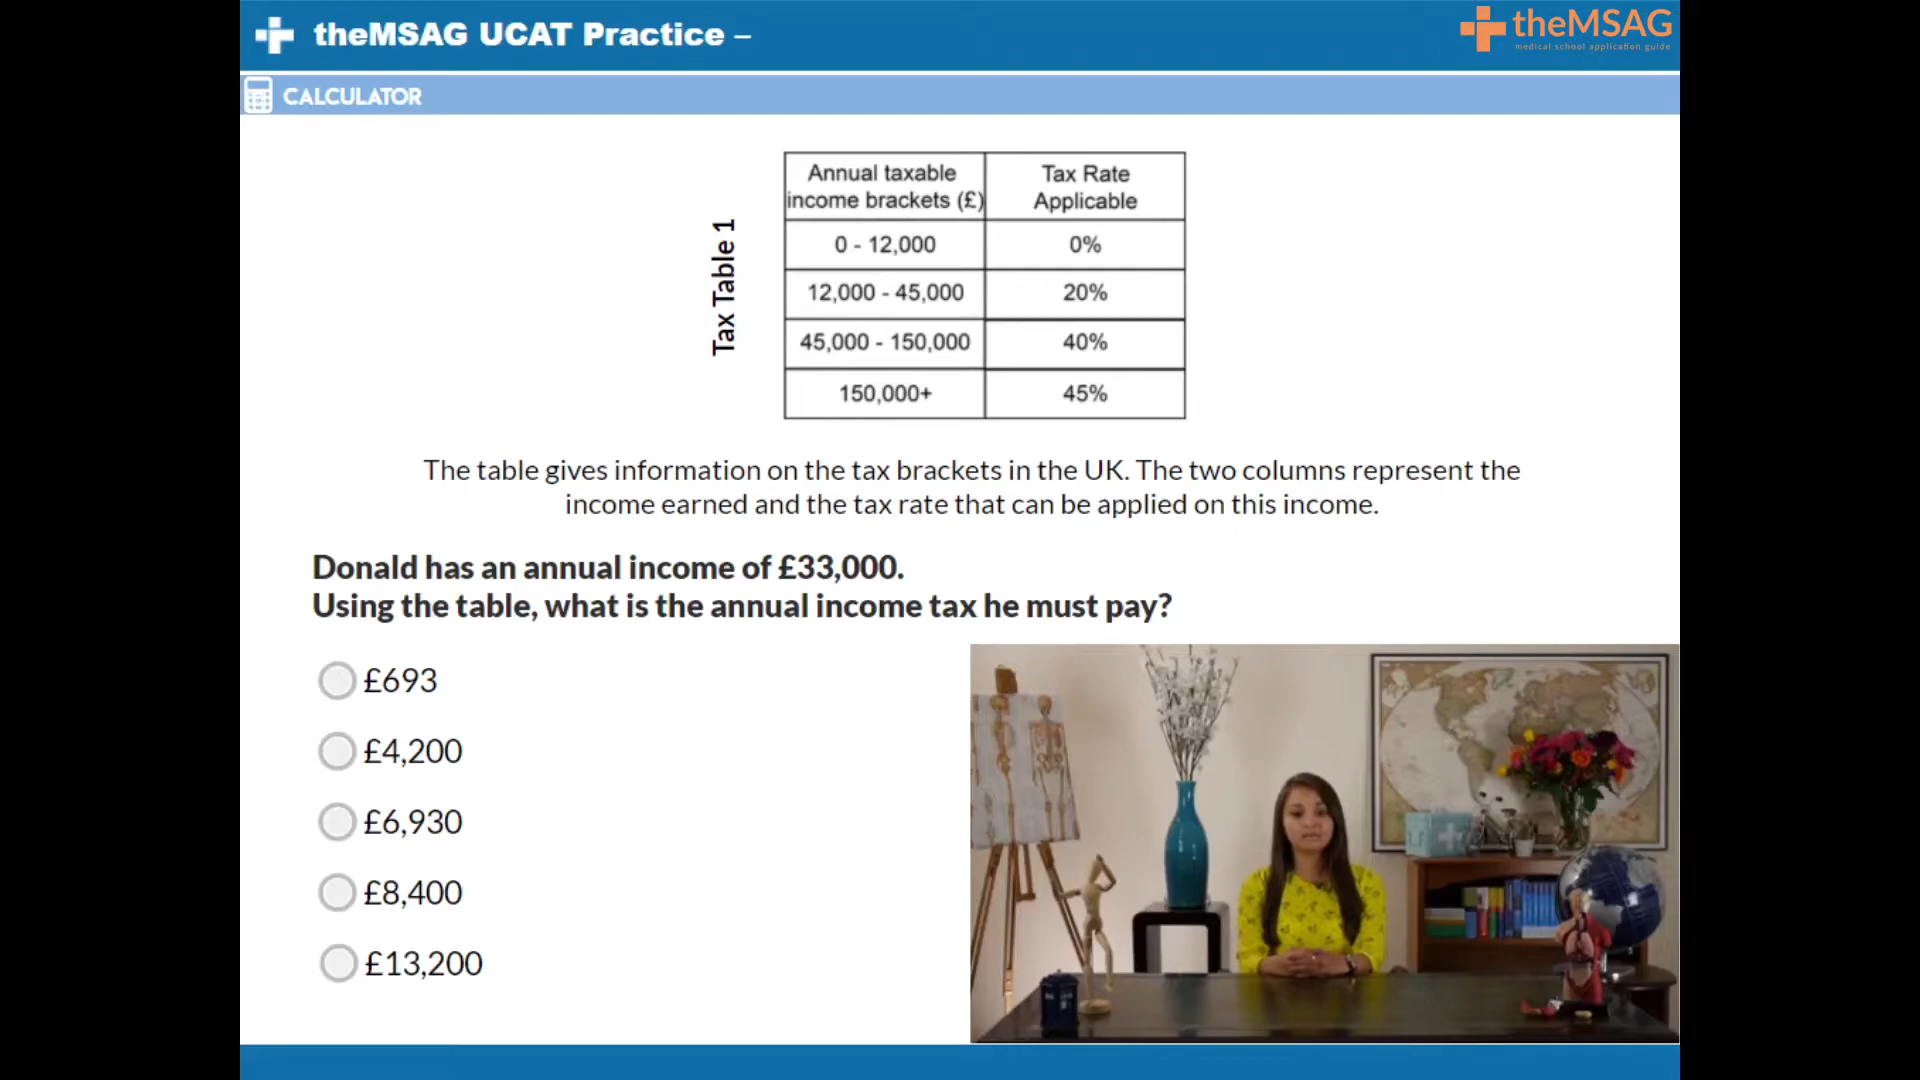 theMSAG UCAT Practice –
theMSAG
medical school application guide
CALCULATOR
Tax Table 1
Annual taxable
income brackets (£)
Tax Rate
Applicable
0 - 12,000
0%
12,000 - 45,000
20%
45,000 - 150,000
40%
150,000+
45%
The table gives information on the tax brackets in the UK. The two columns represent the
income earned and the tax rate that can be applied on this income.
Donald has an annual income of £33,000.
Using the table, what is the annual income tax he must pay?
£693
£4,200
£6,930
£8,400
£13,200